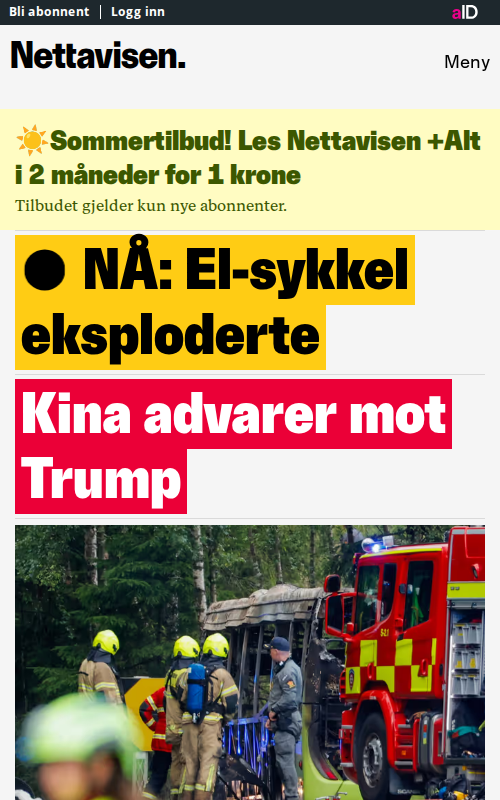 Bli abonnent
Logg inn
aID
Nettavisen.
Meny
☀️Sommertilbud! Les Nettavisen +Alt
i 2 måneder for 1 krone
Tilbudet gjelder kun nye abonnenter.
● NÅ: El-sykkel
eksploderte
Kina advarer mot
Trump